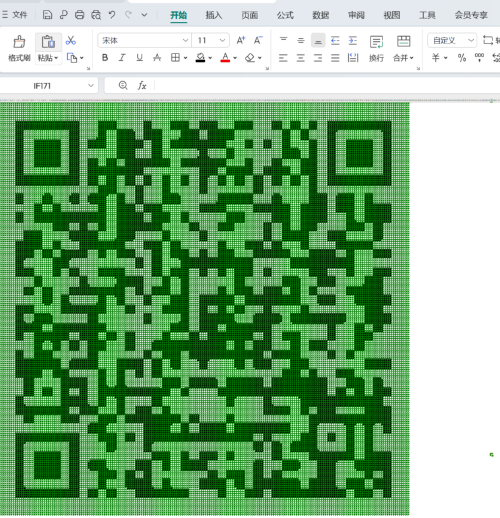 文件 开始 插入 页面 公式 数据 审阅 视图 工具 会员专享
宋体 11 A+ A- 换行 合并 自定义
格式刷 粘贴 B I U A A ¥ %
IF171 fx